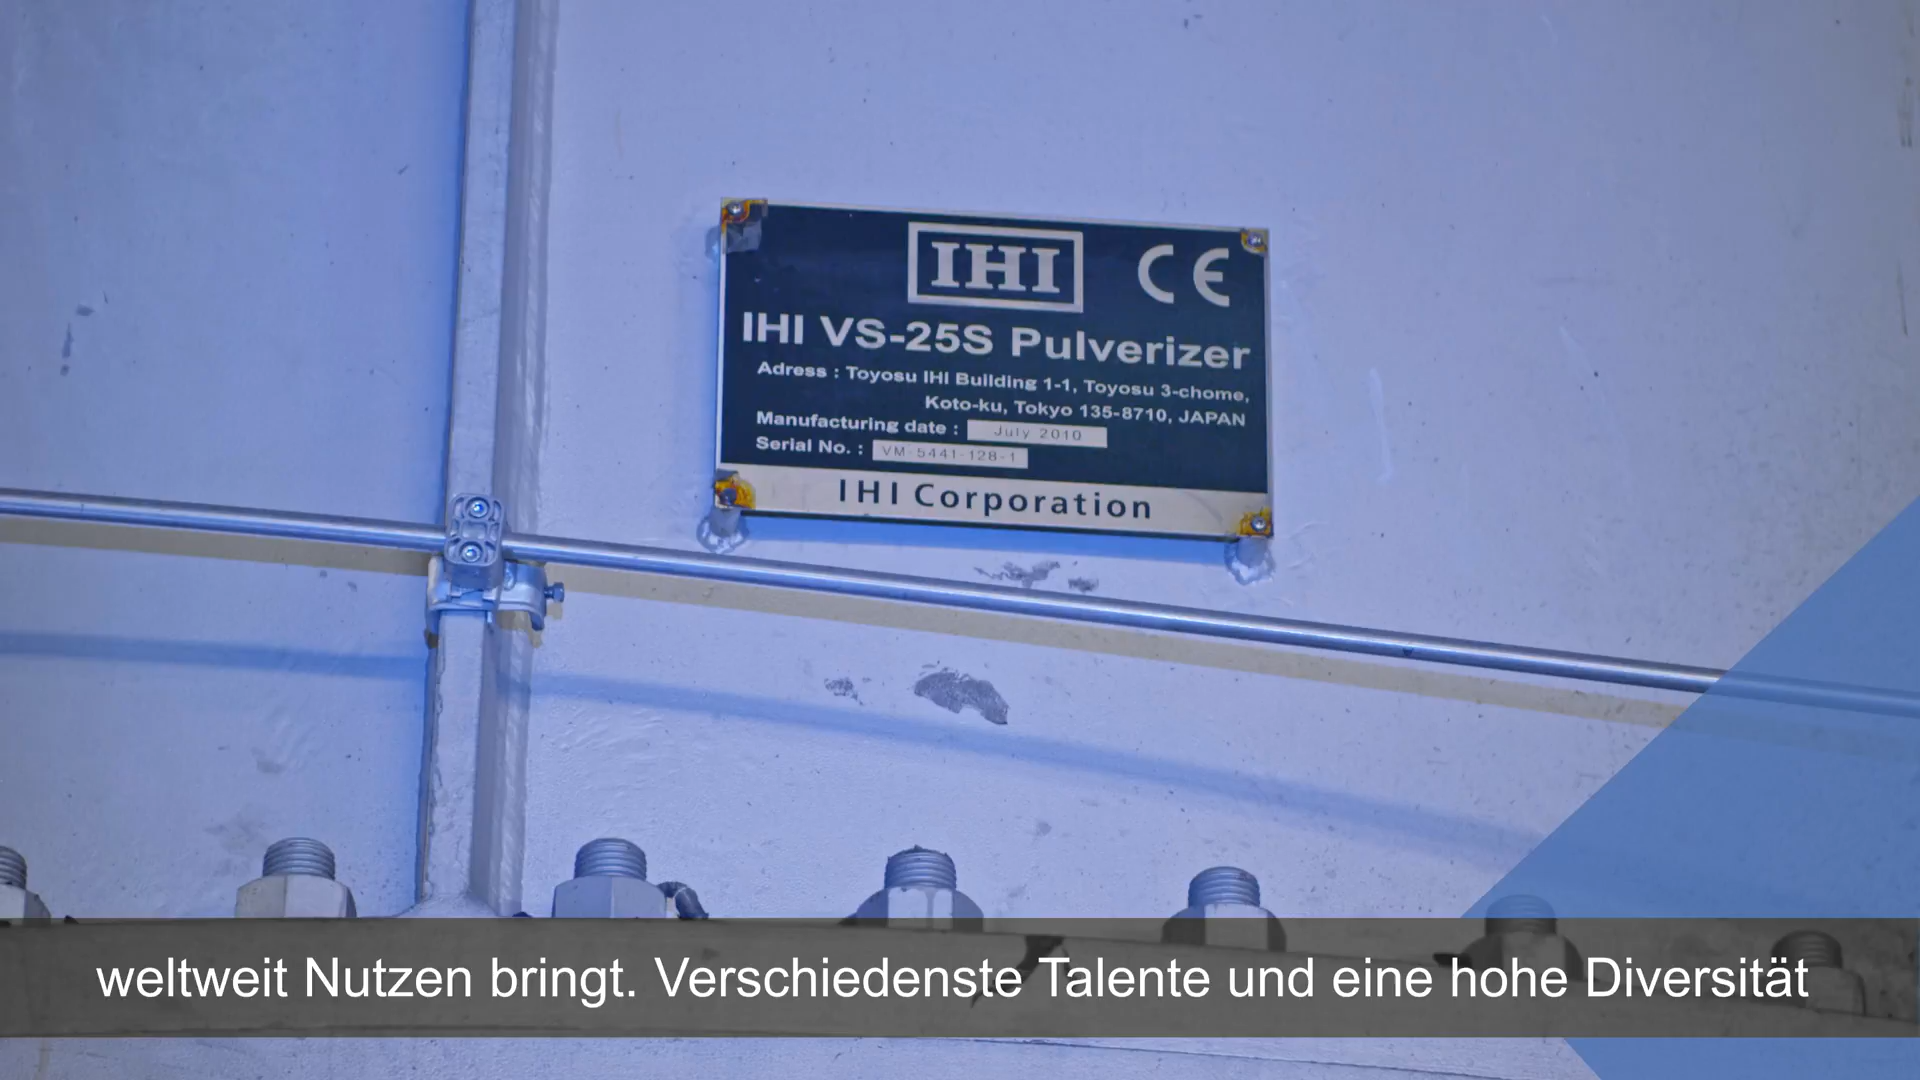 IHI
CE
IHI VS-25S Pulverizer
Adress : Toyosu IHI Building 1-1, Toyosu 3-chome,
Koto-ku, Tokyo 135-8710, JAPAN
Manufacturing date : July 2010
Serial No. : VM-5441-128-1
IHI Corporation
weltweit Nutzen bringt. Verschiedenste Talente und eine hohe Diversität